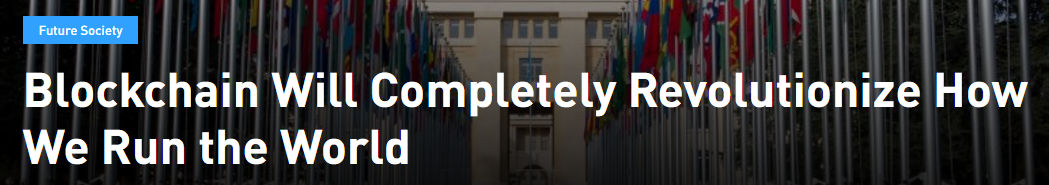 Future Society
Blockchain Will Completely Revolutionize How
We Run the World